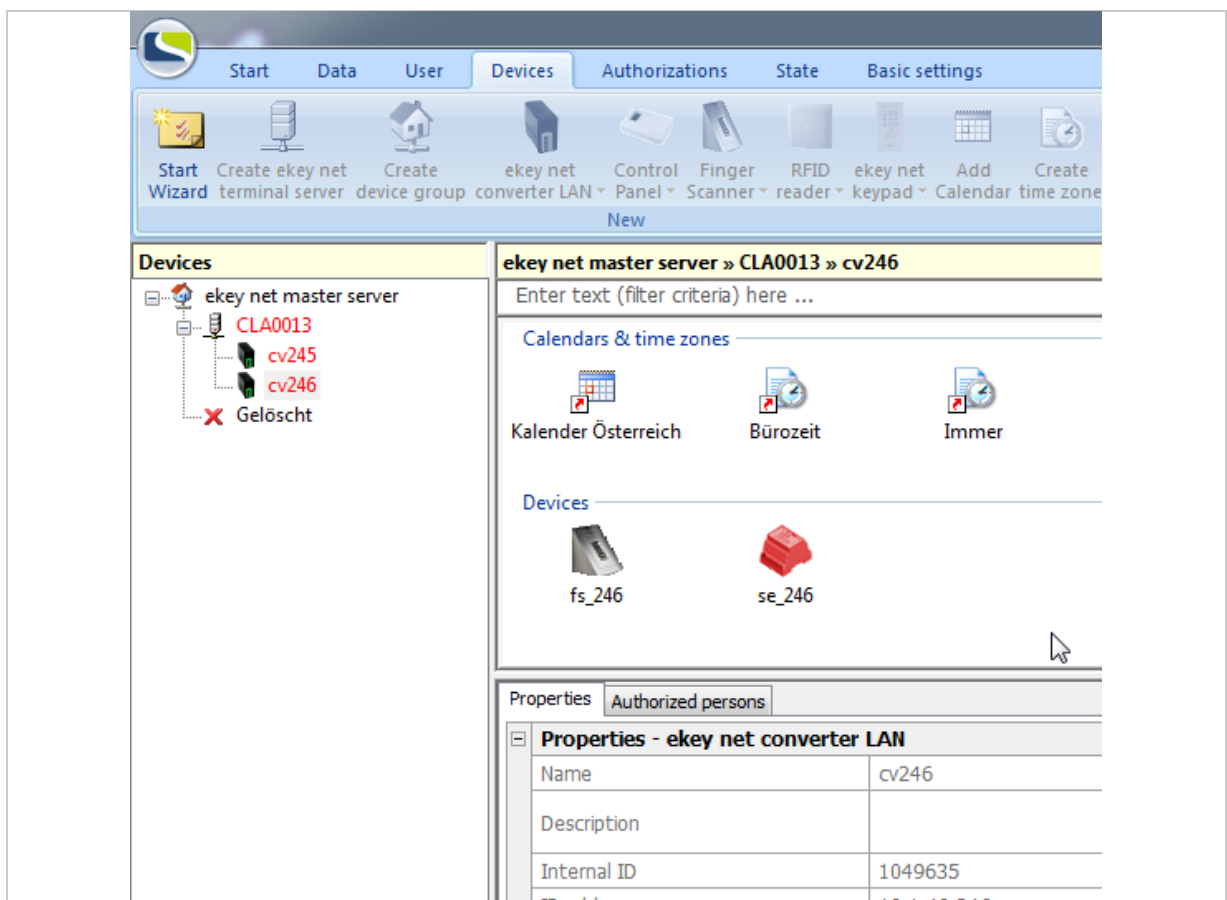 Start Data User Devices Authorizations State Basic settings
Start Create ekey net Create ekey net Control Finger RFID ekey net Add Create
Wizard terminal server device group converter LAN Panel Scanner reader keypad Calendar time zone
New
Devices
ekey net master server
CLA0013
cv245
cv246
Gelöscht
ekey net master server » CLA0013 » cv246
Enter text (filter criteria) here ...
Calendars & time zones
Kalender Österreich Bürozeit Immer
Devices
fs_246 se_246
Properties Authorized persons
Properties - ekey net converter LAN
Name cv246
Description
Internal ID 1049635